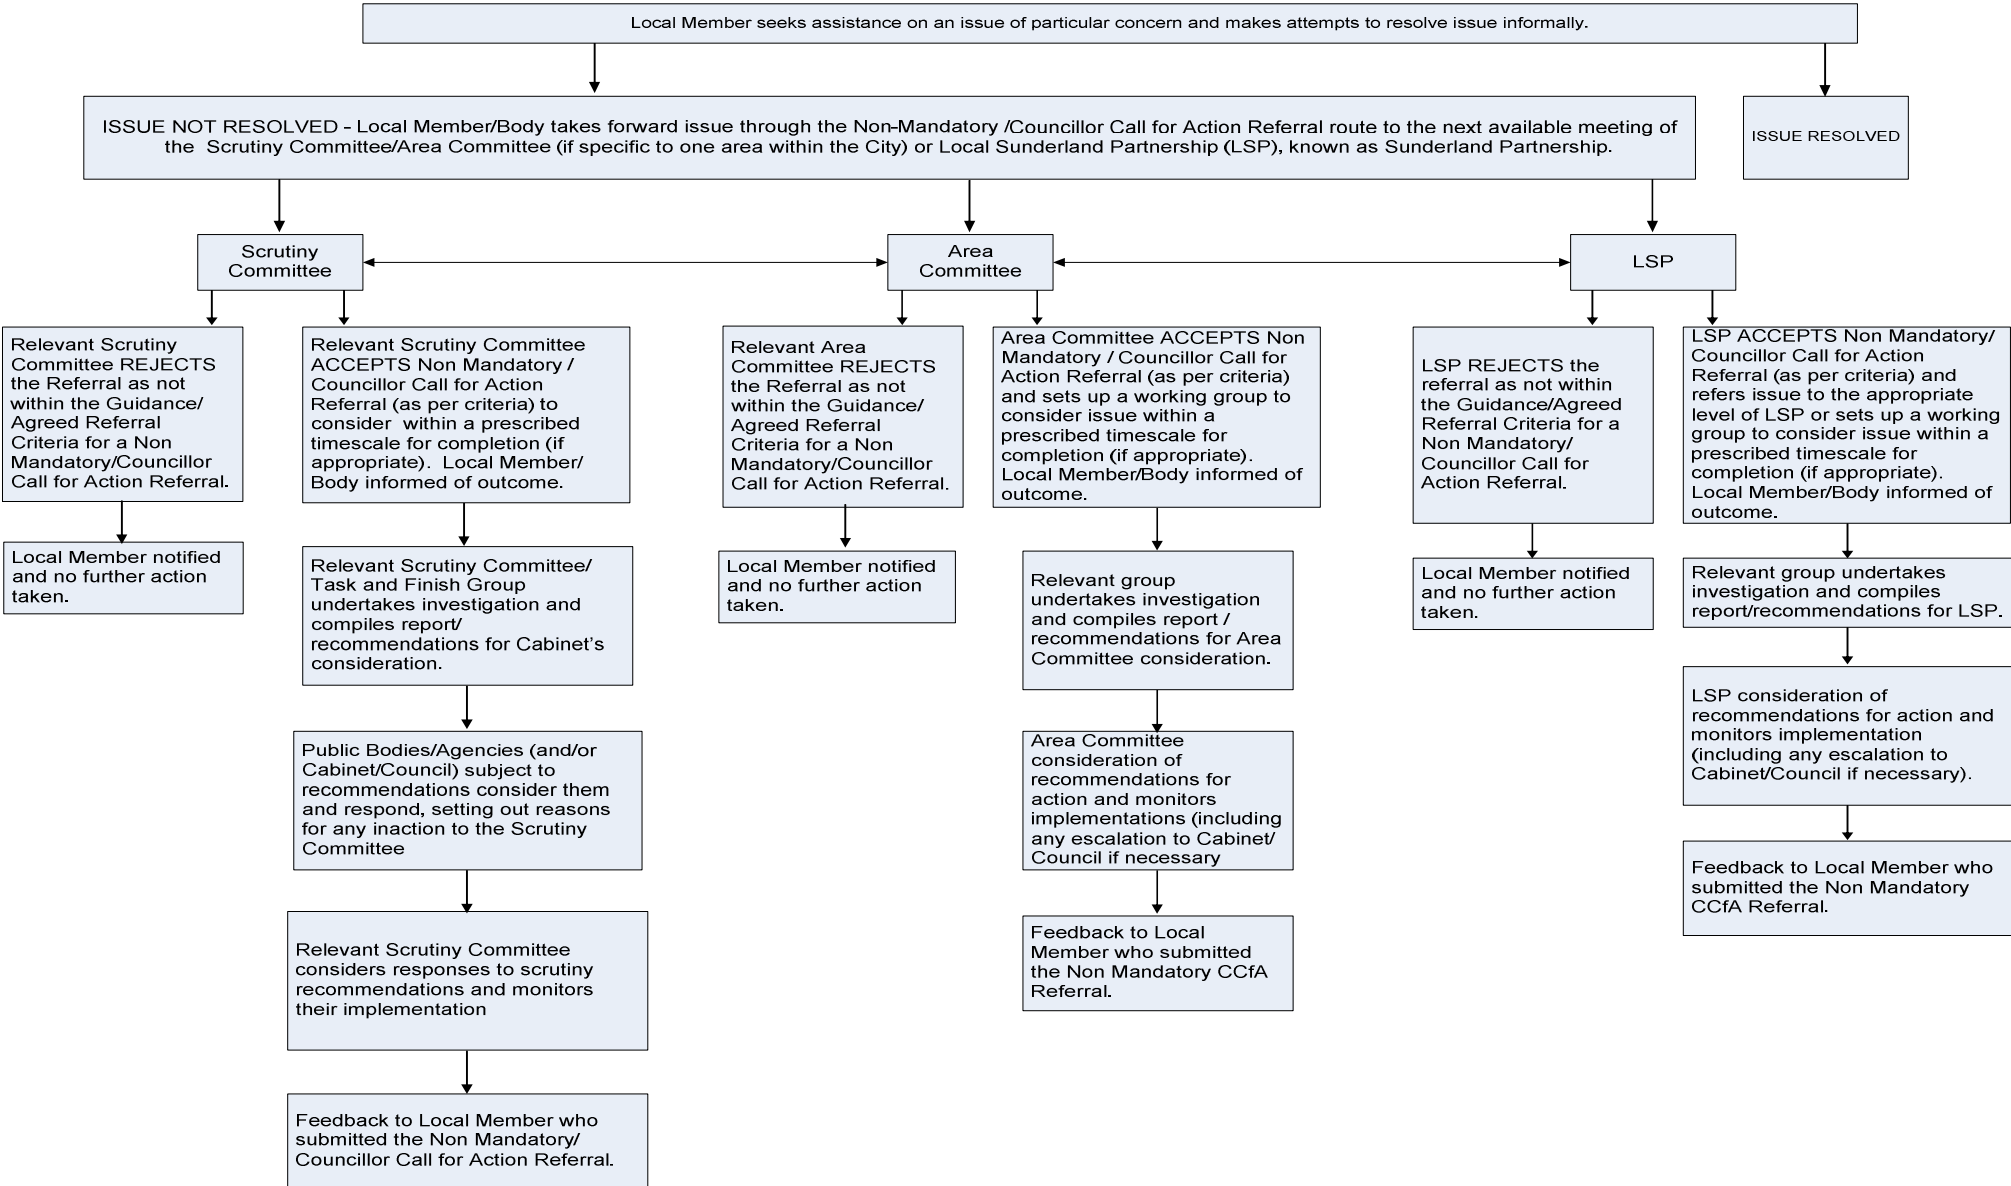 Local Member seeks assistance on an issue of particular concern and makes attempts to resolve issue informally.
ISSUE NOT RESOLVED - Local Member/Body takes forward issue through the Non-Mandatory /Councillor Call for Action Referral route to the next available meeting of
the Scrutiny Committee/Area Committee (if specific to one area within the City) or Local Sunderland Partnership (LSP), known as Sunderland Partnership.
ISSUE RESOLVED
Scrutiny
Committee
Area
Committee
LSP
Relevant Scrutiny
Committee REJECTS
the Referral as not
within the Guidance/
Agreed Referral
Criteria for a Non
Mandatory/Councillor
Call for Action Referral.
Relevant Scrutiny Committee
ACCEPTS Non Mandatory /
Councillor Call for Action
Referral (as per criteria) to
consider within a prescribed
timescale for completion (if
appropriate). Local Member/
Body informed of outcome.
Relevant Area
Committee REJECTS
the Referral as not
within the Guidance/
Agreed Referral
Criteria for a Non
Mandatory/Councillor
Call for Action Referral.
Area Committee ACCEPTS Non
Mandatory / Councillor Call for
Action Referral (as per criteria)
and sets up a working group to
consider issue within a
prescribed timescale for
completion (if appropriate).
Local Member/Body informed of
outcome.
LSP REJECTS the
referral as not within
the Guidance/Agreed
Referral Criteria for a
Non Mandatory/
Councillor Call for
Action Referral.
LSP ACCEPTS Non Mandatory/
Councillor Call for Action
Referral (as per criteria) and
refers issue to the appropriate
level of LSP or sets up a working
group to consider issue within a
prescribed timescale for
completion (if appropriate).
Local Member/Body informed of
outcome.
Local Member notified
and no further action
taken.
Relevant Scrutiny Committee/
Task and Finish Group
undertakes investigation and
compiles report/
recommendations for Cabinet's
consideration.
Local Member notified
and no further action
taken.
Relevant group
undertakes investigation
and compiles report /
recommendations for Area
Committee consideration.
Local Member notified
and no further action
taken.
Relevant group undertakes
investigation and compiles
report/recommendations for LSP.
Public Bodies/Agencies (and/or
Cabinet/Council) subject to
recommendations consider them
and respond, setting out reasons
for any inaction to the Scrutiny
Committee
Area Committee
consideration of
recommendations for
action and monitors
implementations (including
any escalation to Cabinet/
Council if necessary
LSP consideration of
recommendations for action and
monitors implementation
(including any escalation to
Cabinet/Council if necessary).
Relevant Scrutiny Committee
considers responses to scrutiny
recommendations and monitors
their implementation
Feedback to Local
Member who submitted
the Non Mandatory CCfA
Referral.
Feedback to Local Member who
submitted the Non Mandatory
CCfA Referral.
Feedback to Local Member who
submitted the Non Mandatory/
Councillor Call for Action Referral.